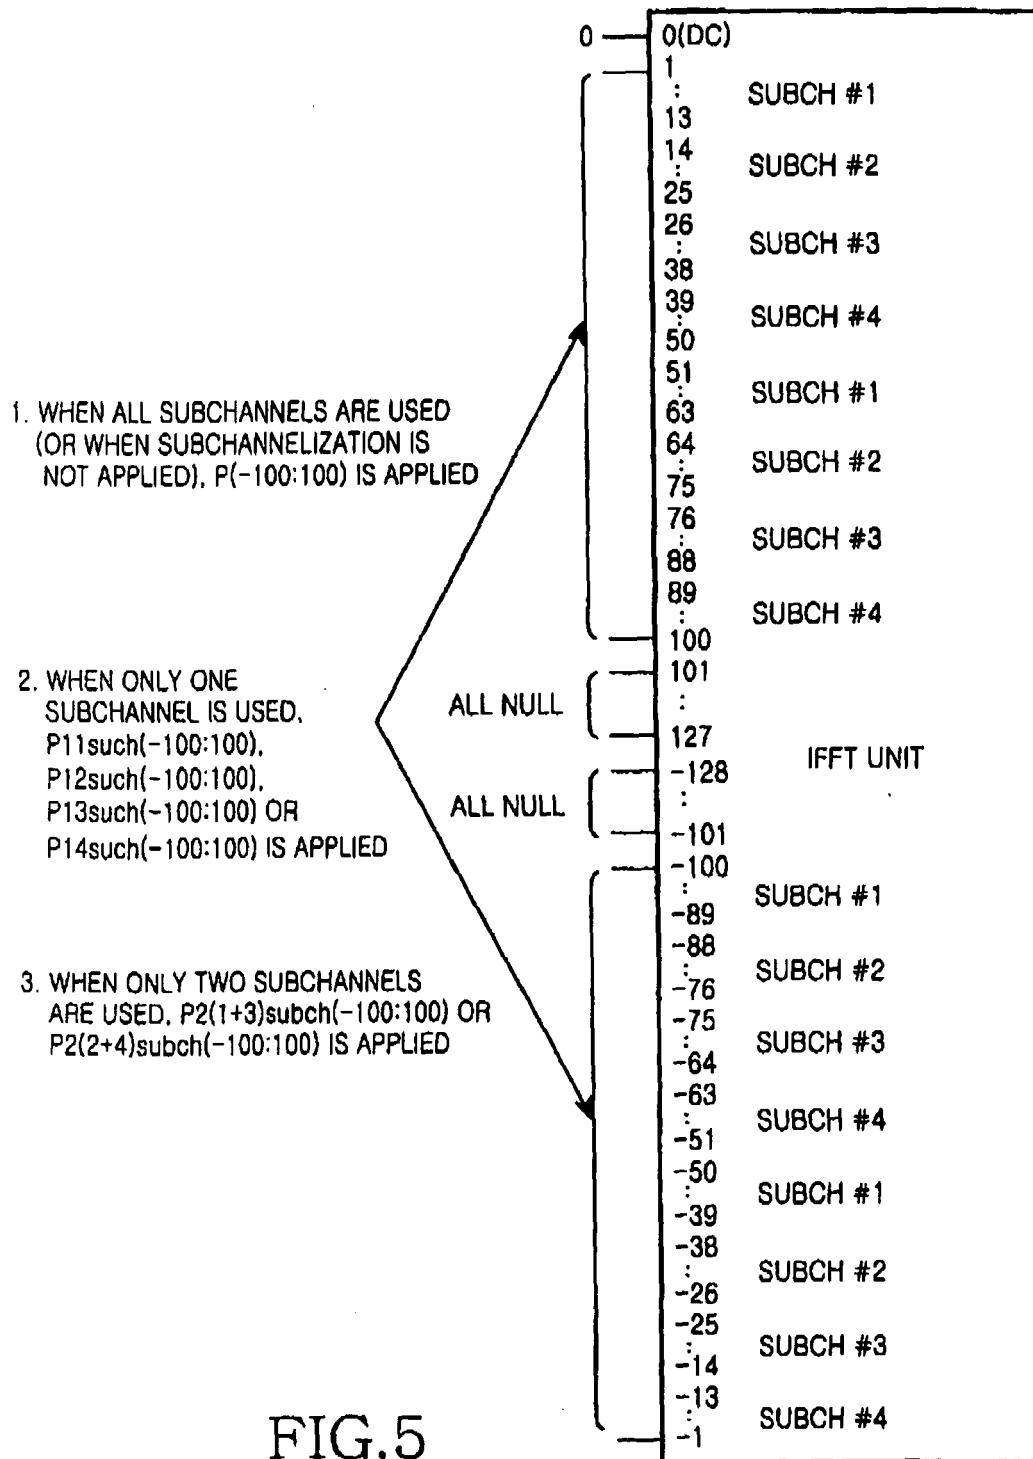 0
0(DC)
1
:
13
SUBCH #1
14
:
25
SUBCH #2
26
:
38
SUBCH #3
39
:
50
SUBCH #4
51
:
63
SUBCH #1
64
:
75
SUBCH #2
76
:
88
SUBCH #3
89
:
100
SUBCH #4
1. WHEN ALL SUBCHANNELS ARE USED
(OR WHEN SUBCHANNELIZATION IS
NOT APPLIED), P(-100:100) IS APPLIED
2. WHEN ONLY ONE
SUBCHANNEL IS USED,
P11such(-100:100),
P12such(-100:100),
P13such(-100:100) OR
P14such(-100:100) IS APPLIED
3. WHEN ONLY TWO SUBCHANNELS
ARE USED, P2(1+3)subch(-100:100) OR
P2(2+4)subch(-100:100) IS APPLIED
ALL NULL
101
:
127
IFFT UNIT
ALL NULL
-128
:
-101
-100
:
-89
SUBCH #1
-88
:
-76
SUBCH #2
-75
:
-64
SUBCH #3
-63
:
-51
SUBCH #4
-50
:
-39
SUBCH #1
-38
:
-26
SUBCH #2
-25
:
-14
SUBCH #3
-13
:
-1
SUBCH #4
FIG.5